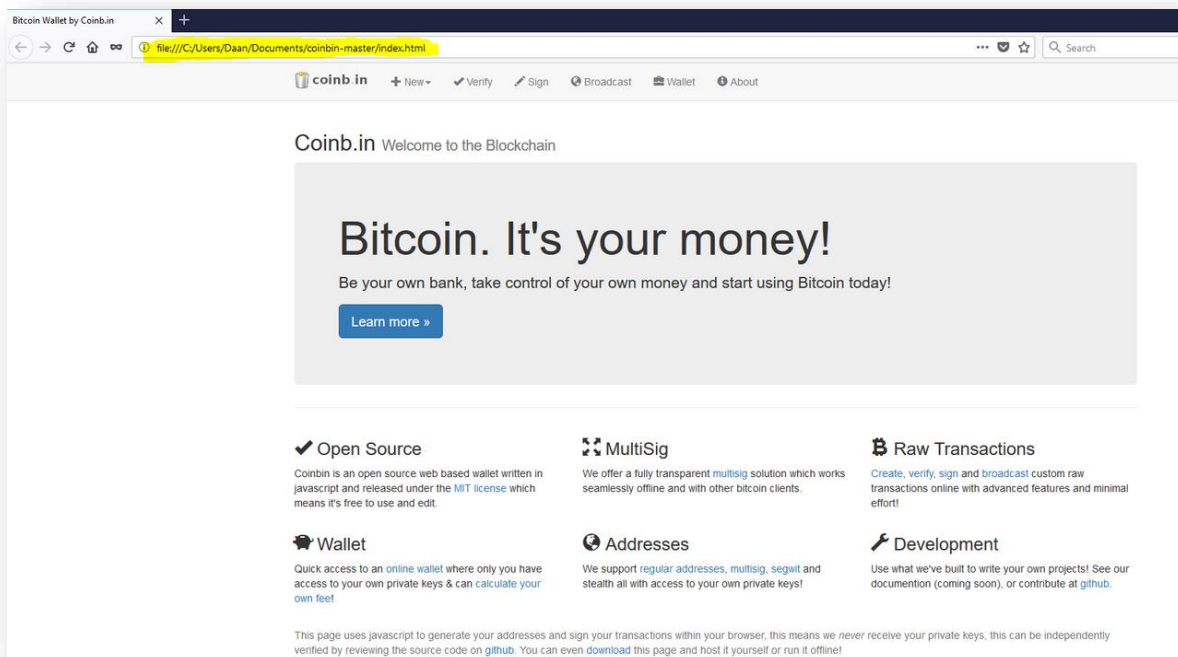 Bitcoin Wallet by Coinb.in
file:///C:/Users/Daan/Documents/coinbin-master/index.html
Search
coinb.in New Verify Sign Broadcast Wallet About
Coinb.in Welcome to the Blockchain
Bitcoin. It's your money!
Be your own bank, take control of your own money and start using Bitcoin today!
Learn more »
Open Source
Coinbin is an open source web based wallet written in
javascript and released under the MIT license which
means it's free to use and edit.
MultiSig
We offer a fully transparent multisig solution which works
seamlessly offline and with other bitcoin clients.
Raw Transactions
Create, verify, sign and broadcast custom raw
transactions online with advanced features and minimal
effort!
Wallet
Quick access to an online wallet where only you have
access to your own private keys & can calculate your
own fee!
Addresses
We support regular addresses, multisig, segwit and
stealth all with access to your own private keys!
Development
Use what we've built to write your own projects! See our
documention (coming soon), or contribute at github.
This page uses javascript to generate your addresses and sign your transactions within your browser, this means we never receive your private keys, this can be independently
verified by reviewing the source code on github. You can even download this page and host it yourself or run it offline!